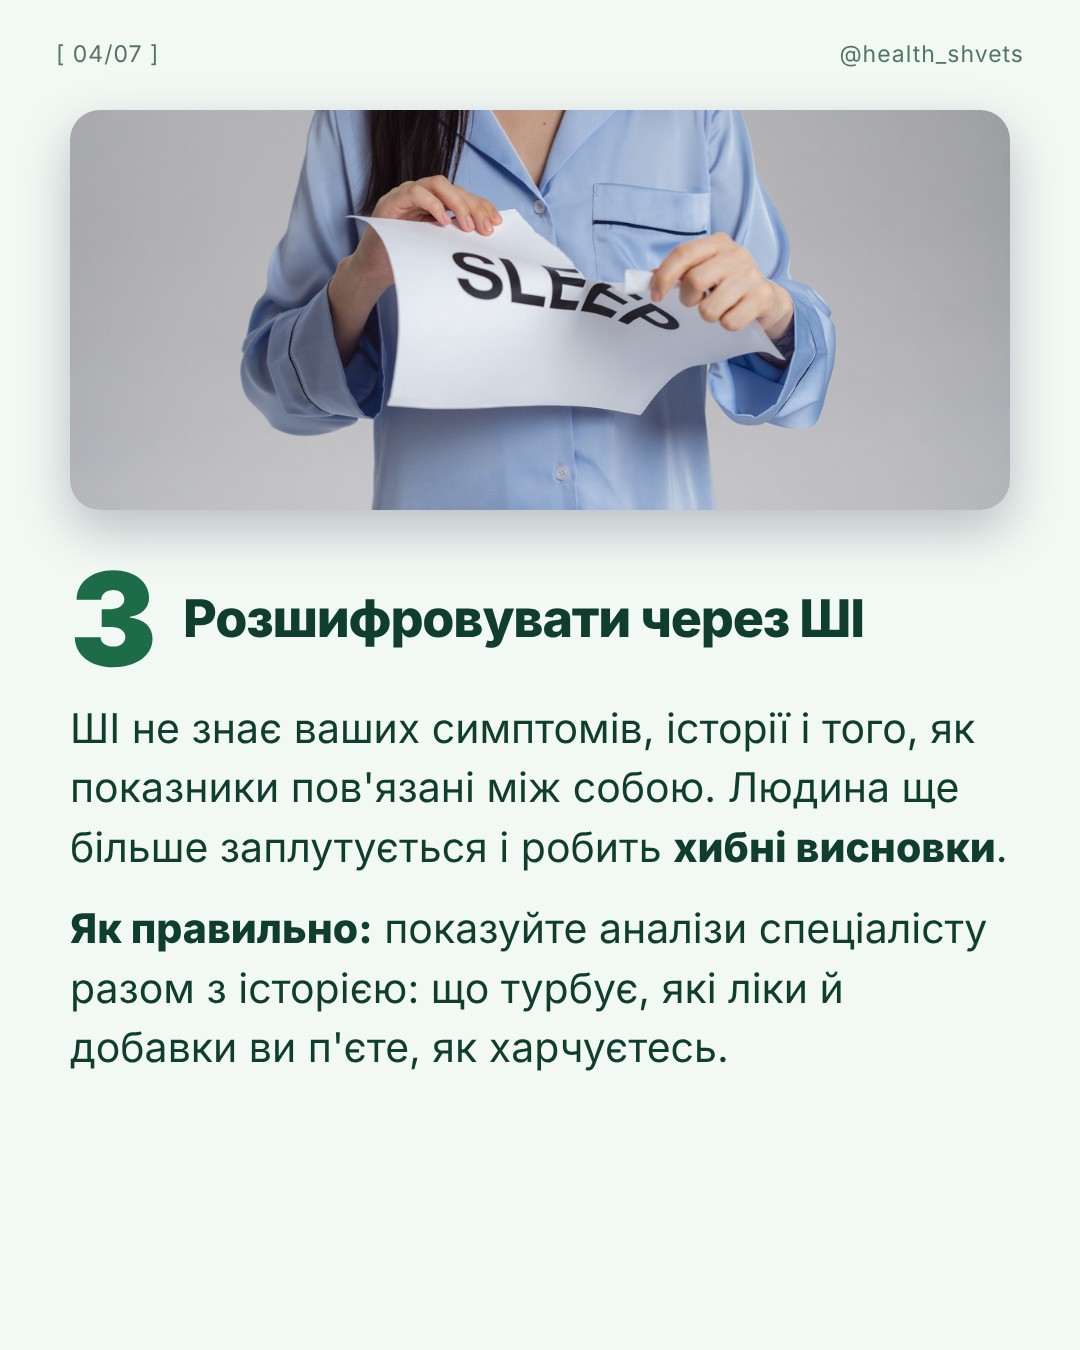 [ 04/07 ]
@health_shvets
SLEEP
3 Розшифровувати через ШІ
ШІ не знає ваших симптомів, історії і того, як
показники пов'язані між собою. Людина ще
більше заплутується і робить хибні висновки.
Як правильно: показуйте аналізи спеціалісту
разом з історією: що турбує, які ліки й
добавки ви п'єте, як харчуєтесь.